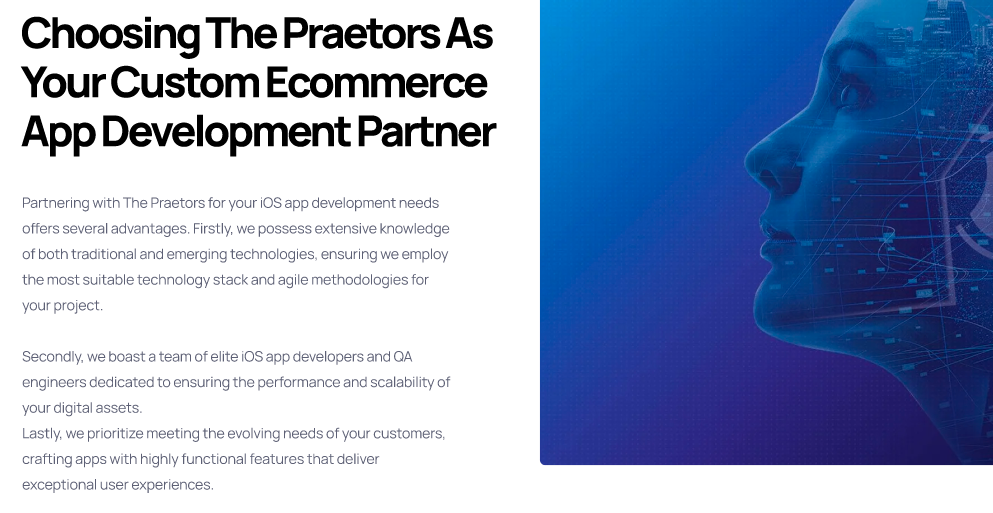 Choosing The Praetors As
Your Custom Ecommerce
App Development Partner
Partnering with The Praetors for your iOS app development needs
offers several advantages. Firstly, we possess extensive knowledge
of both traditional and emerging technologies, ensuring we employ
the most suitable technology stack and agile methodologies for
your project.
Secondly, we boast a team of elite iOS app developers and QA
engineers dedicated to ensuring the performance and scalability of
your digital assets.
Lastly, we prioritize meeting the evolving needs of your customers,
crafting apps with highly functional features that deliver
exceptional user experiences.